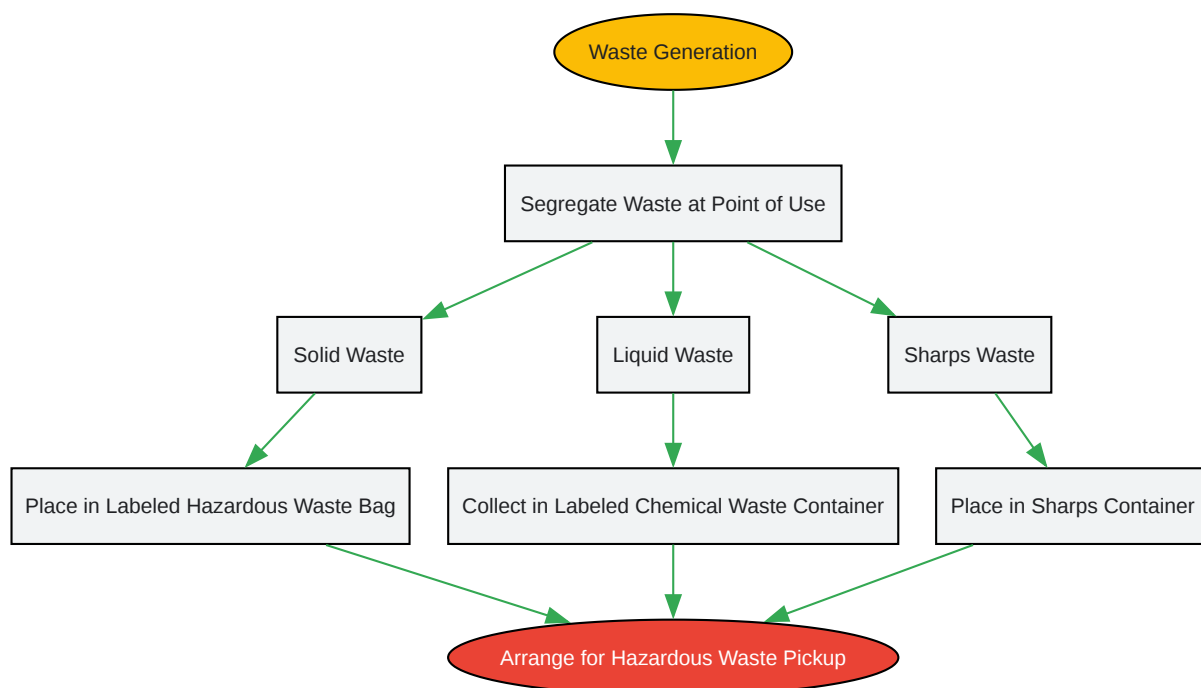 Waste Generation
Segregate Waste at Point of Use
Solid Waste
Liquid Waste
Sharps Waste
Place in Labeled Hazardous Waste Bag
Collect in Labeled Chemical Waste Container
Place in Sharps Container
Arrange for Hazardous Waste Pickup